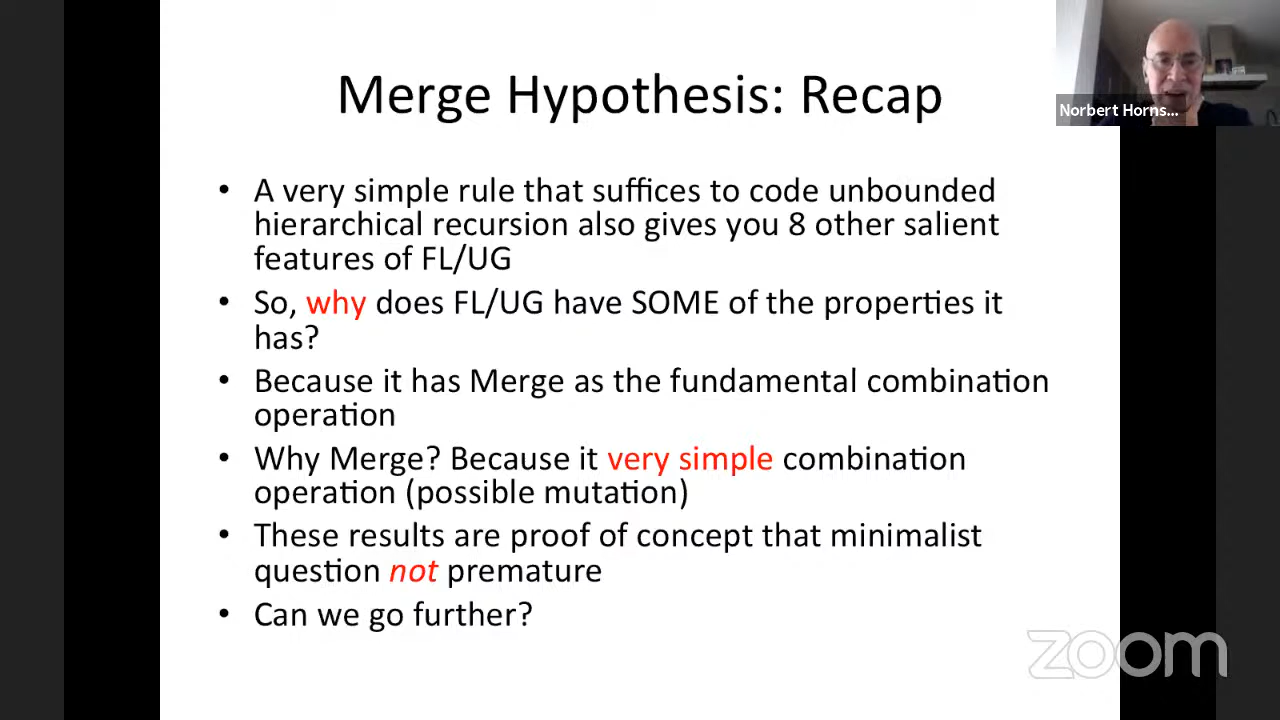 Merge Hypothesis: Recap
Norbert Horns...
• A very simple rule that suffices to code unbounded
hierarchical recursion also gives you 8 other salient
features of FL/UG
• So, why does FL/UG have SOME of the properties it
has?
• Because it has Merge as the fundamental combination
operation
• Why Merge? Because it very simple combination
operation (possible mutation)
• These results are proof of concept that minimalist
question not premature
• Can we go further?
zoom